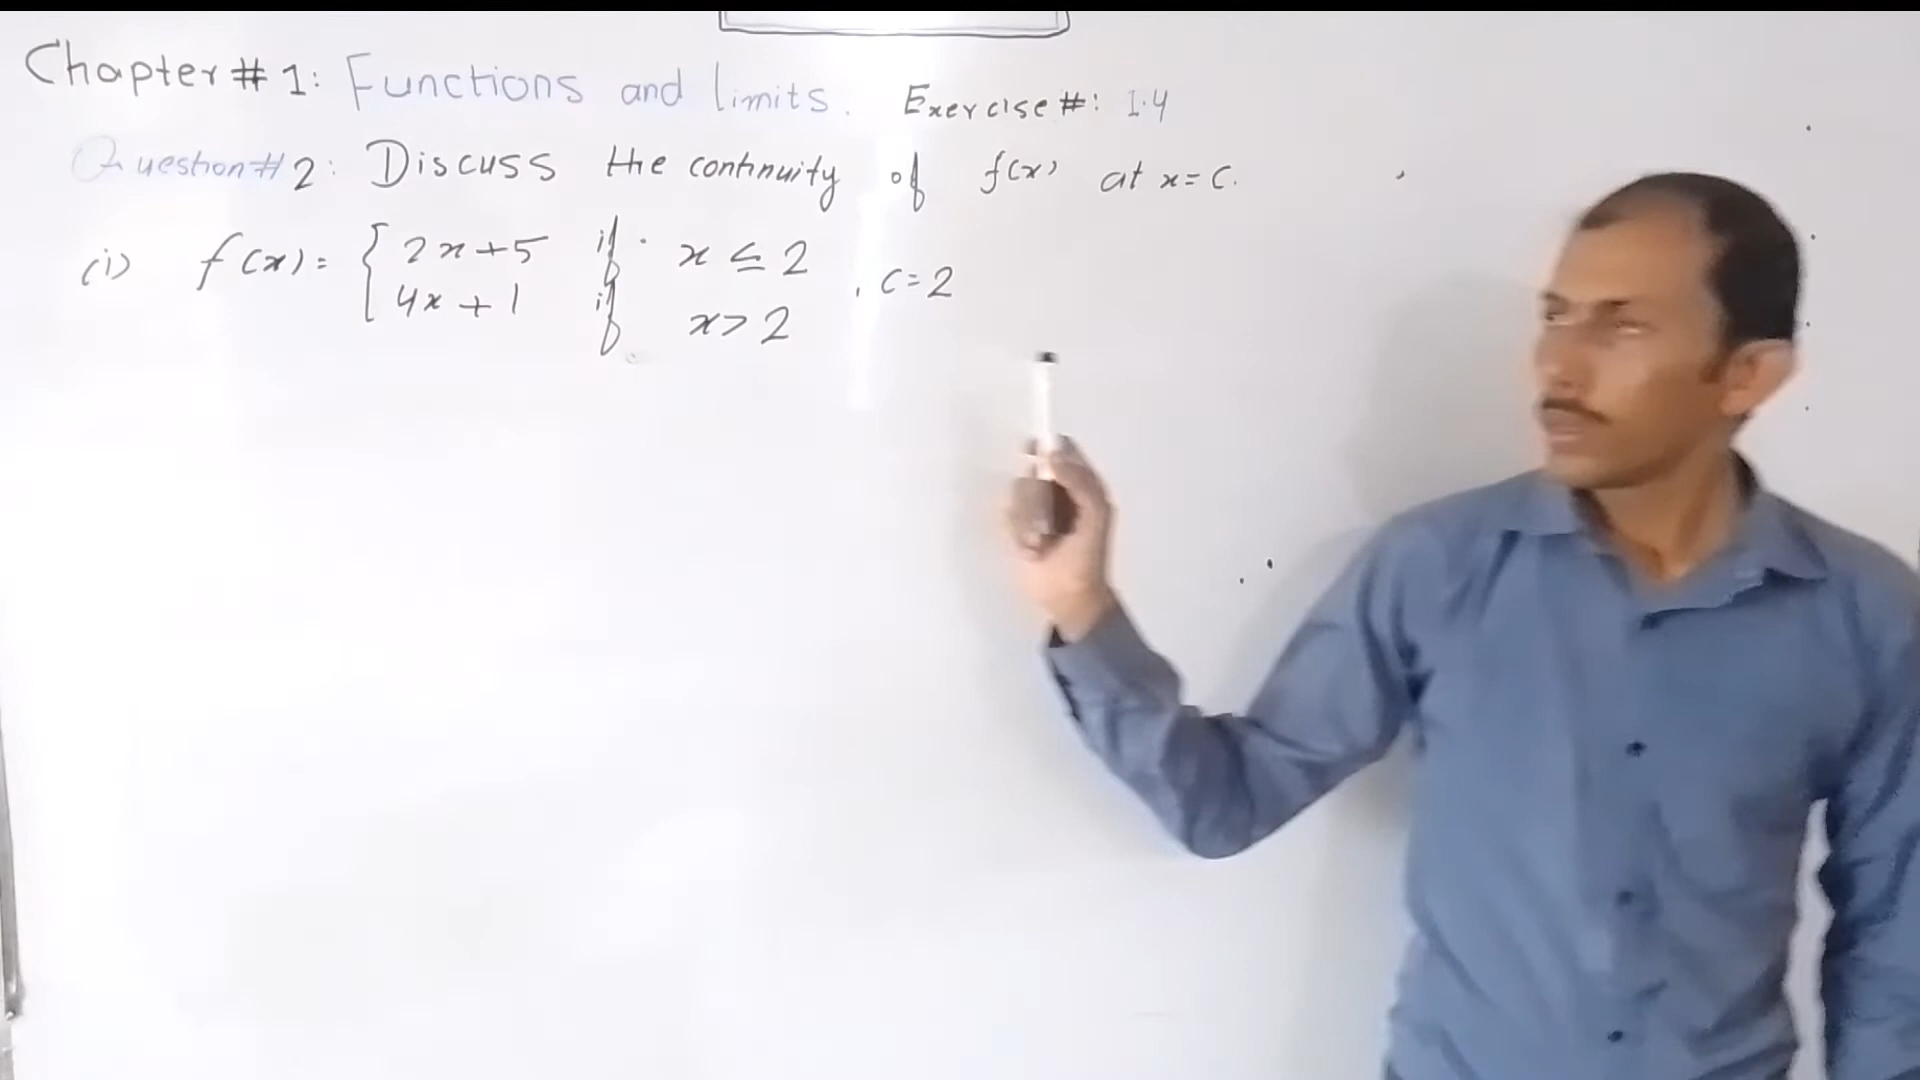 Chapter # 1: Functions and limits. Exercise #: 1.4
Question # 2: Discuss the continuity of f(x) at x = c.
(i) f(x) = { 2x + 5 if x ≤ 2
4x + 1 if x > 2 , c = 2